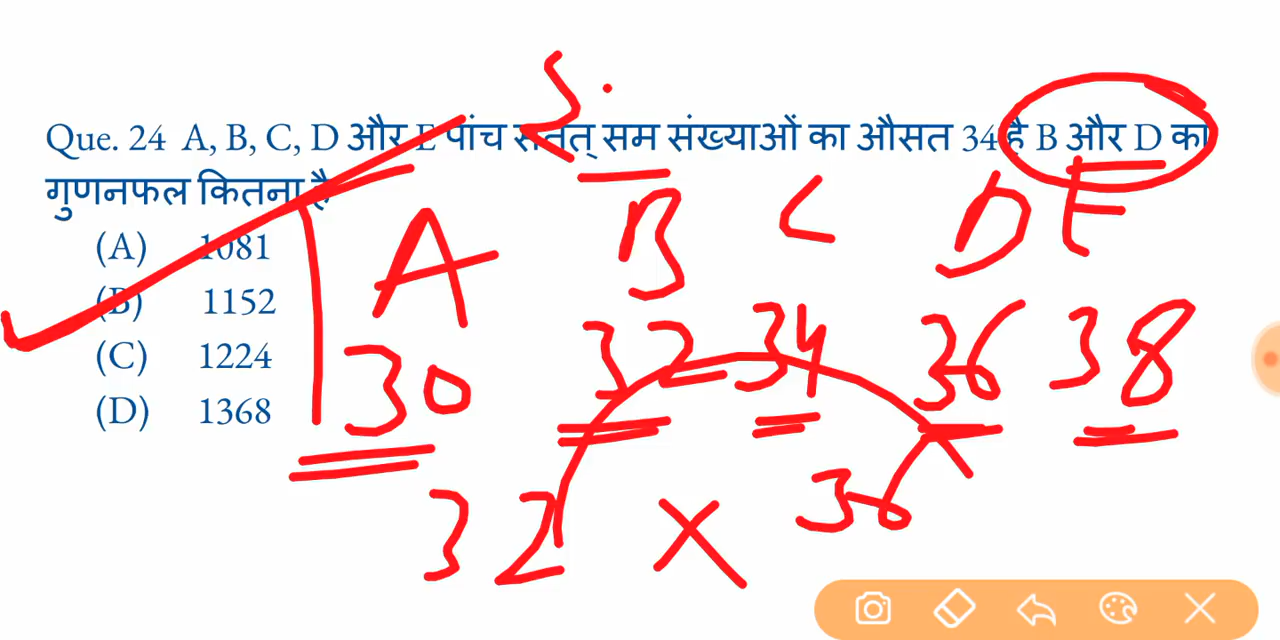 Que. 24 A, B, C, D और E पांच सतत् सम संख्याओं का औसत 34 है B और D का
गुणनफल कितना है
(A) 1081
(B) 1152
(C) 1224
(D) 1368
5.
A B C D E
30 32 34 36 38
32 X 36